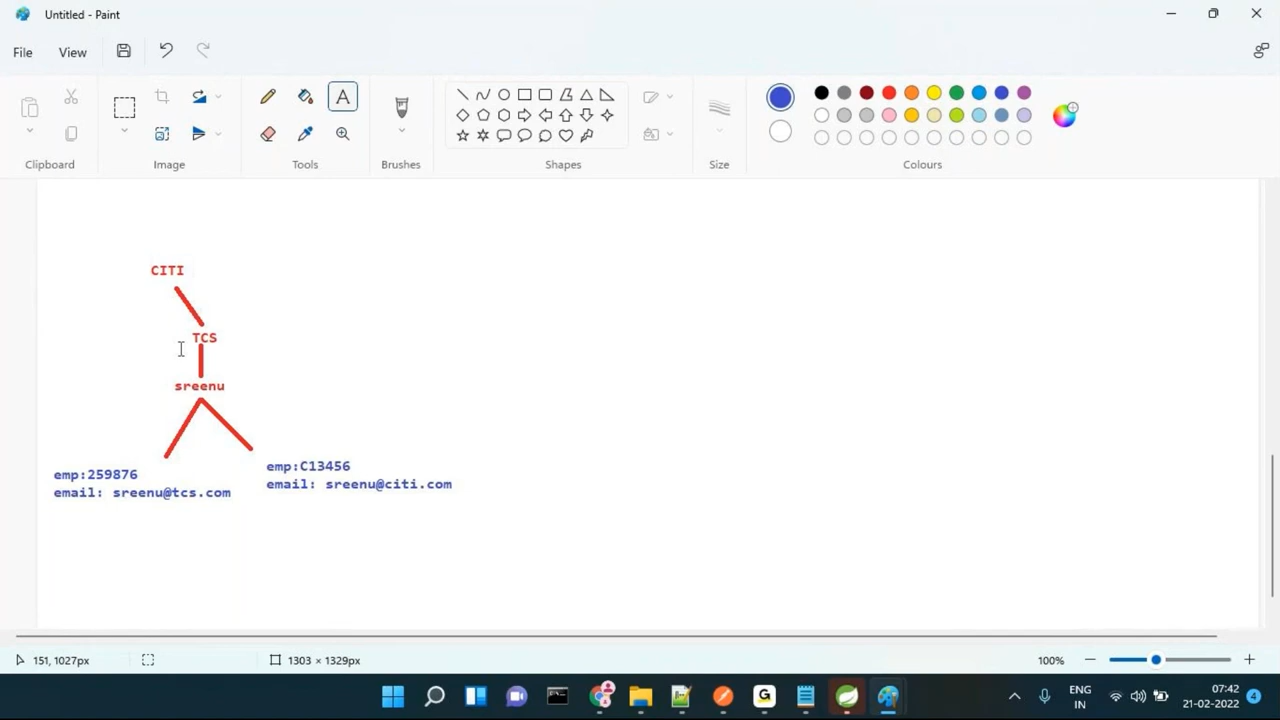 Untitled - Paint
File
View
Clipboard
Image
Tools
Brushes
Shapes
Size
Colours
CITI
TCS
sreenu
emp:259876
email: sreenu@tcs.com
emp:C13456
email: sreenu@citi.com
151, 1027px
1303 × 1329px
100%
ENG
IN
07:42
21-02-2022
4